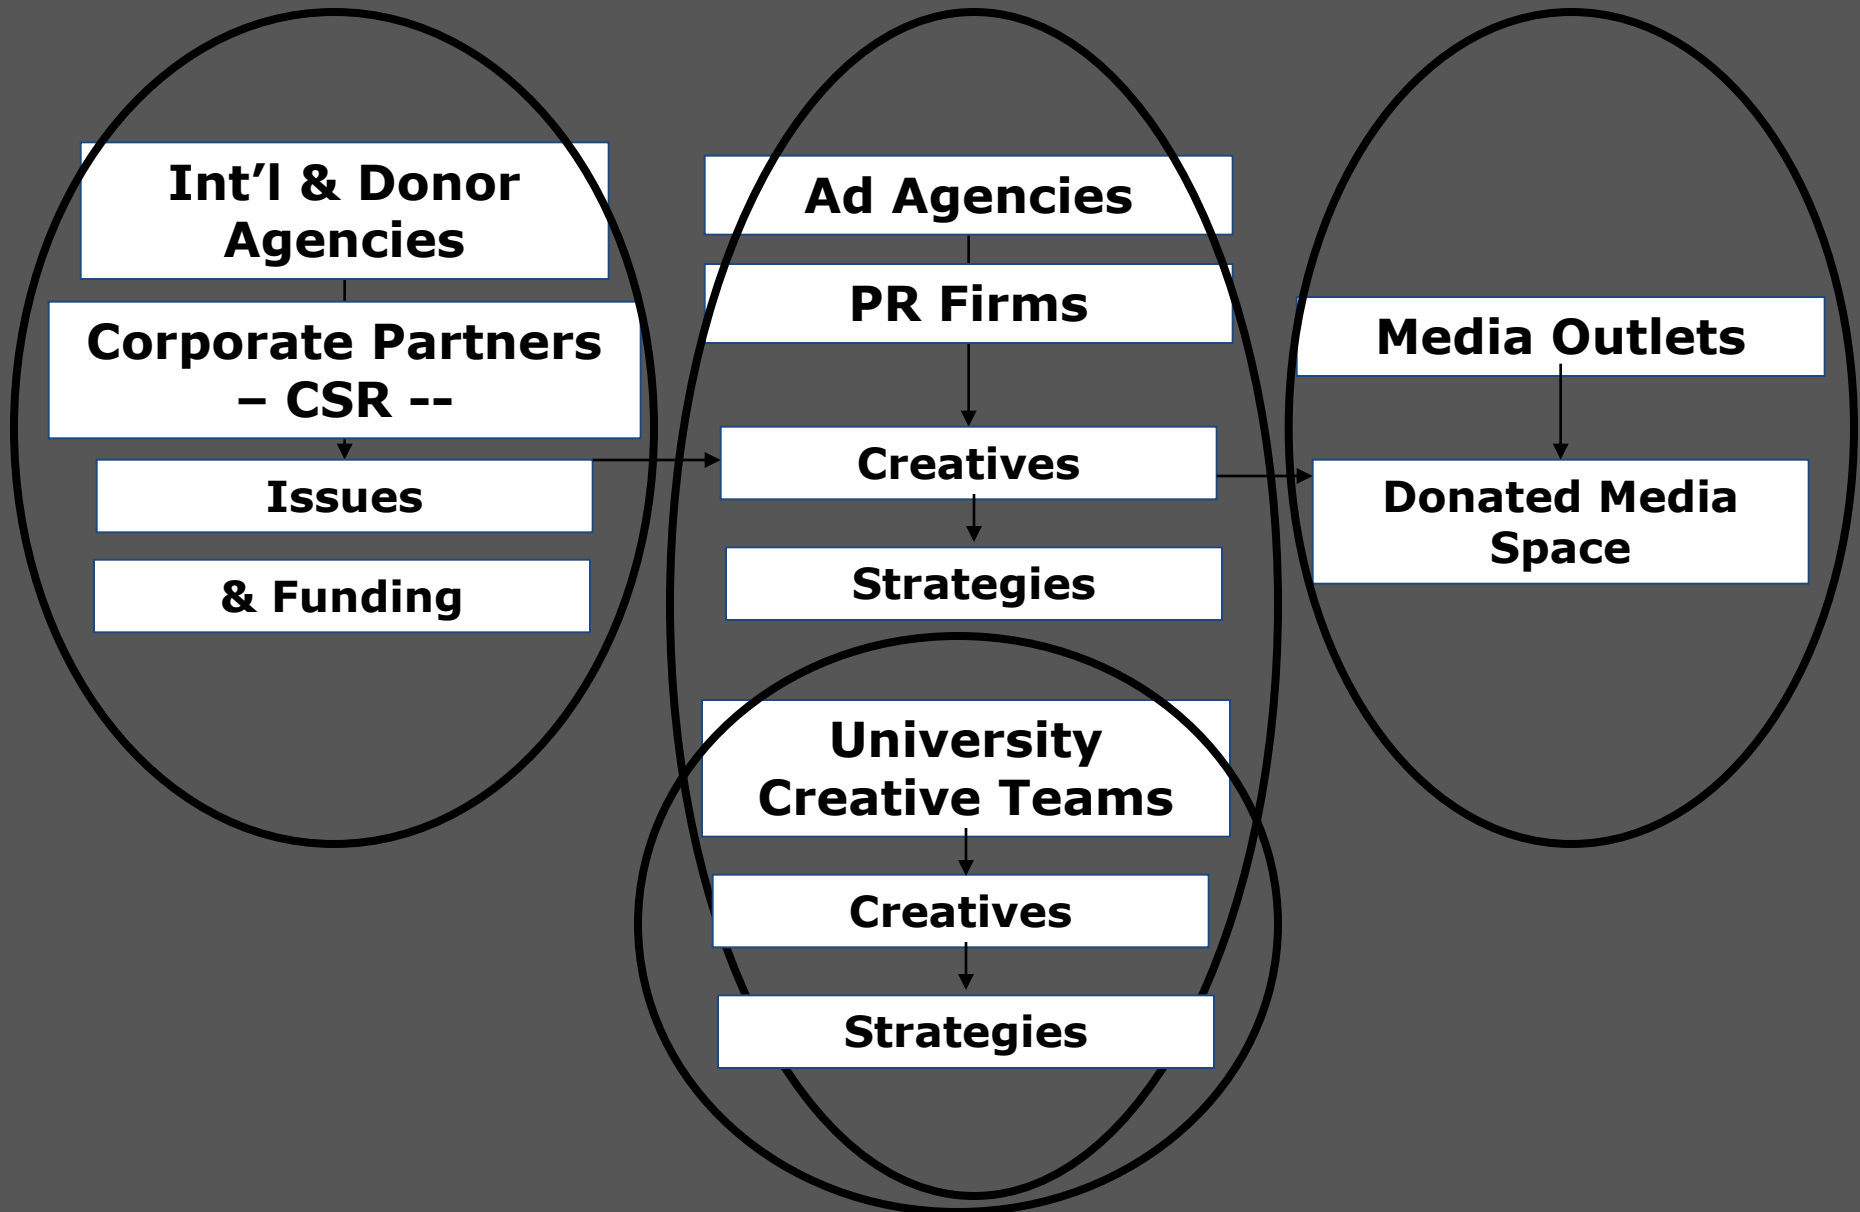 Int’l & Donor
Agencies
Corporate Partners
– CSR --
Issues
& Funding
Ad Agencies
PR Firms
Creatives
Strategies
University
Creative Teams
Creatives
Strategies
Media Outlets
Donated Media
Space